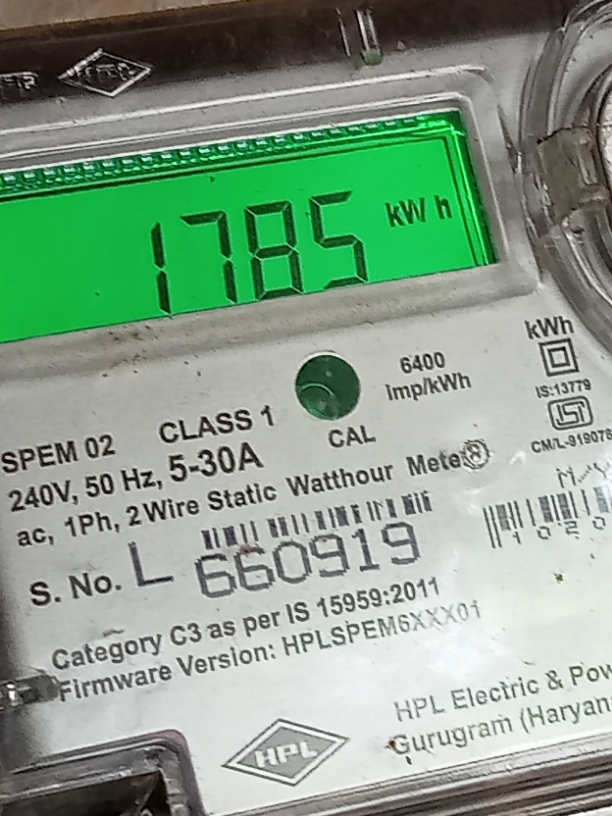 1785 kWh
6400
Imp/kWh
kWh
IS:13779
CM/L-919078
SPEM 02 CLASS 1
CAL
240V, 50 Hz, 5-30A
ac, 1Ph, 2 Wire Static Watthour Meter
S. No. L 660919
Category C3 as per IS 15959:2011
Firmware Version: HPLSPEM6XXX01
HPL
HPL Electric & Pow
Gurugram (Haryan